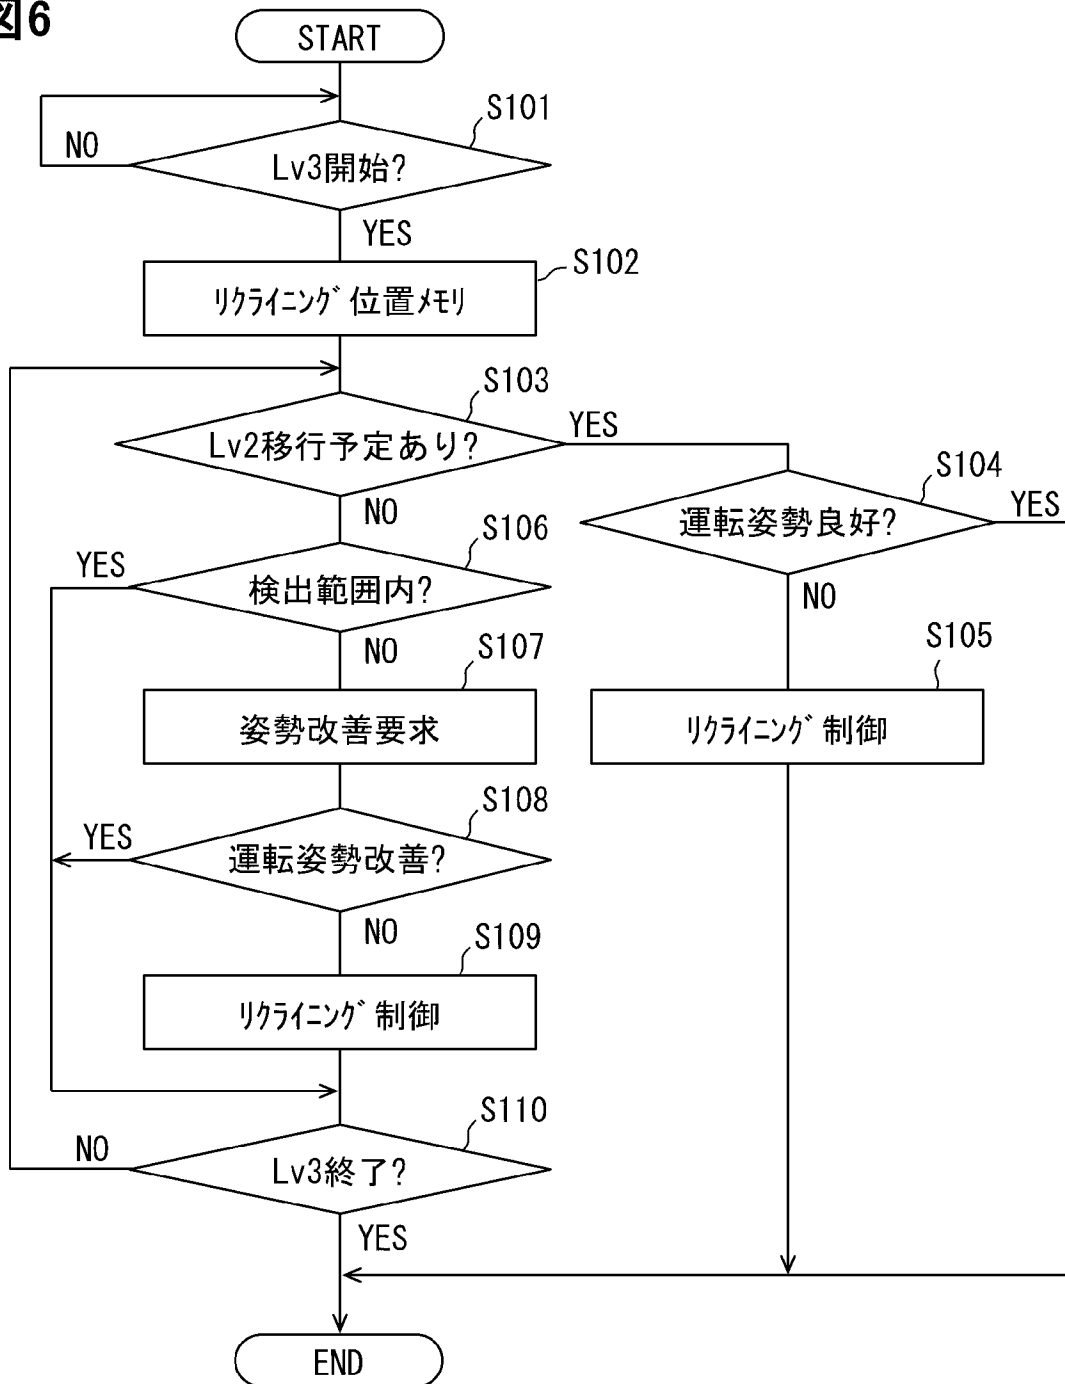 図6
START
S101
NO
Lv3開始?
YES
S102
リクライニング位置メモリ
S103
YES
Lv2移行予定あり?
S104
YES
NO
運転姿勢良好?
S106
YES
検出範囲内?
NO
NO
S107
S105
姿勢改善要求
リクライニング制御
S108
YES
運転姿勢改善?
NO
S109
リクライニング制御
S110
NO
Lv3終了?
YES
END